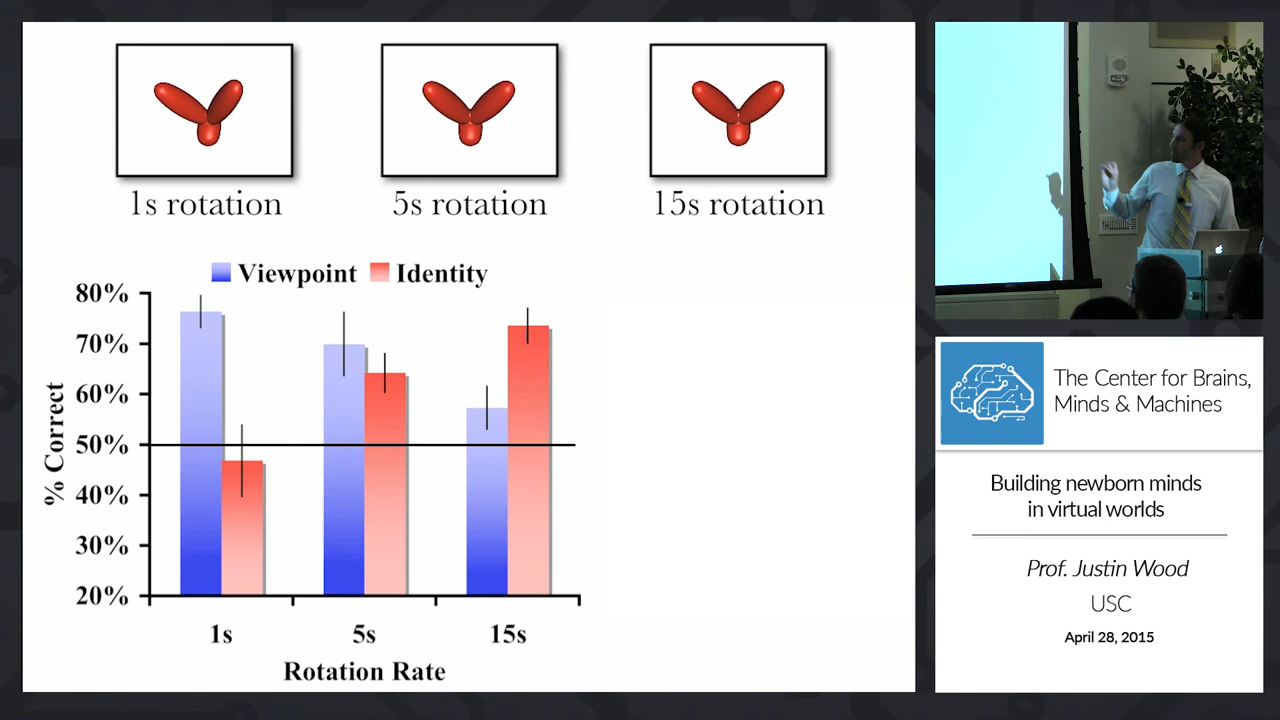 1s rotation
5s rotation
15s rotation
Viewpoint
Identity
80%
70%
60%
50%
40%
30%
20%
% Correct
1s
5s
15s
Rotation Rate
The Center for Brains,
Minds & Machines
Building newborn minds
in virtual worlds
Prof. Justin Wood
USC
April 28, 2015